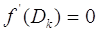 f'(D_k) = 0